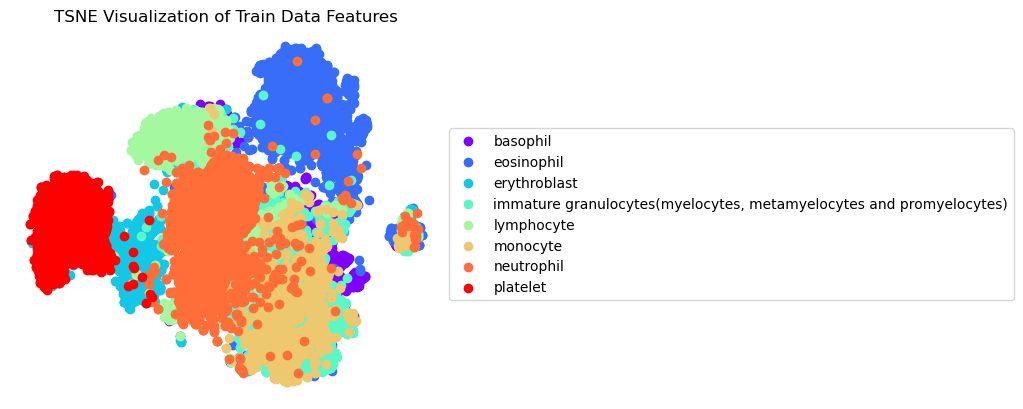 TSNE Visualization of Train Data Features
basophil
eosinophil
erythroblast
immature granulocytes(myelocytes, metamyelocytes and promyelocytes)
lymphocyte
monocyte
neutrophil
platelet